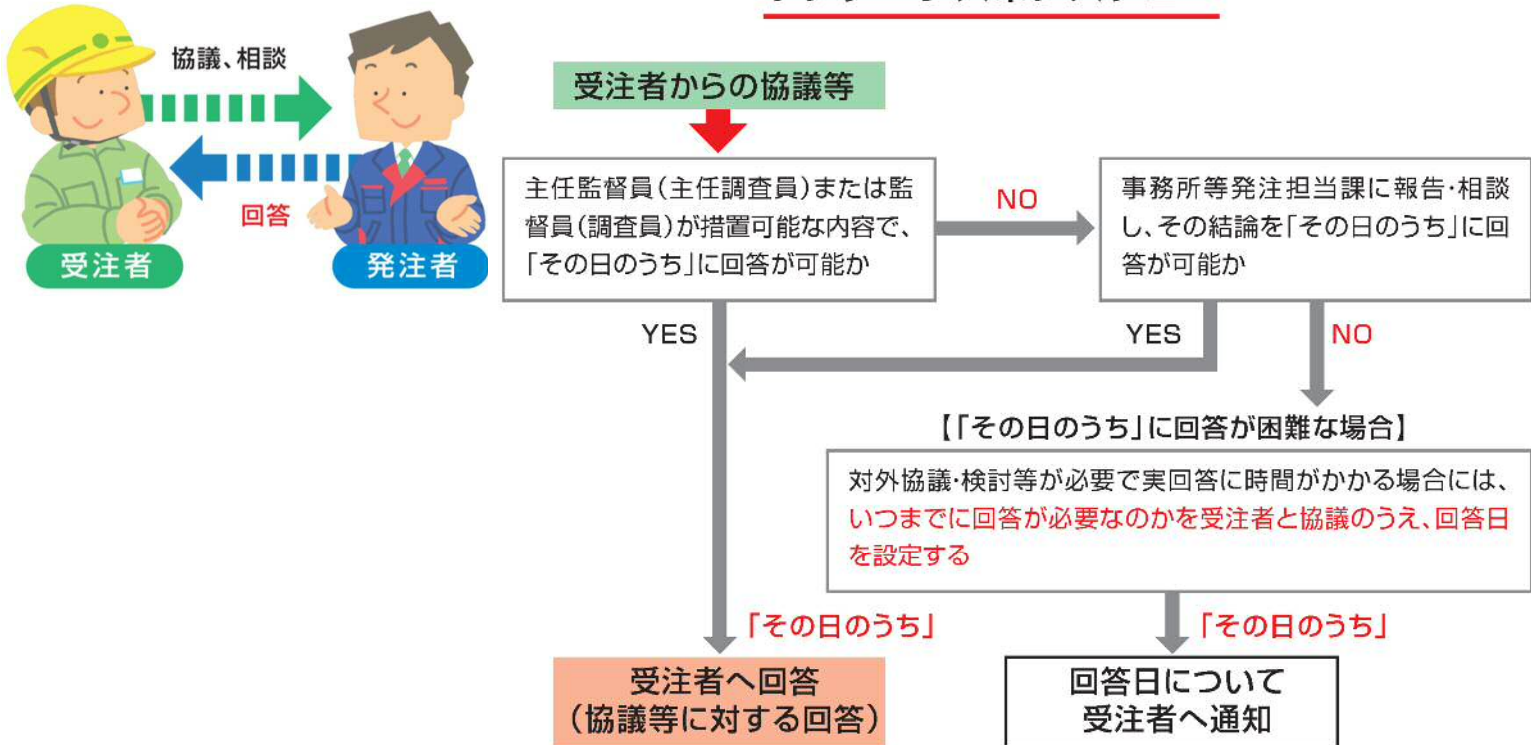 協議、相談
回答
受注者
発注者
受注者からの協議等
主任監督員(主任調査員)または監
督員(調査員)が措置可能な内容で、
「その日のうち」に回答が可能か
NO
事務所等発注担当課に報告・相談
し、その結論を「その日のうち」に回
答が可能か
YES
YES
NO
【「その日のうち」に回答が困難な場合】
対外協議・検討等が必要で実回答に時間がかかる場合には、
いつまでに回答が必要なのかを受注者と協議のうえ、回答日
を設定する
「その日のうち」
「その日のうち」
受注者へ回答
(協議等に対する回答)
回答日について
受注者へ通知